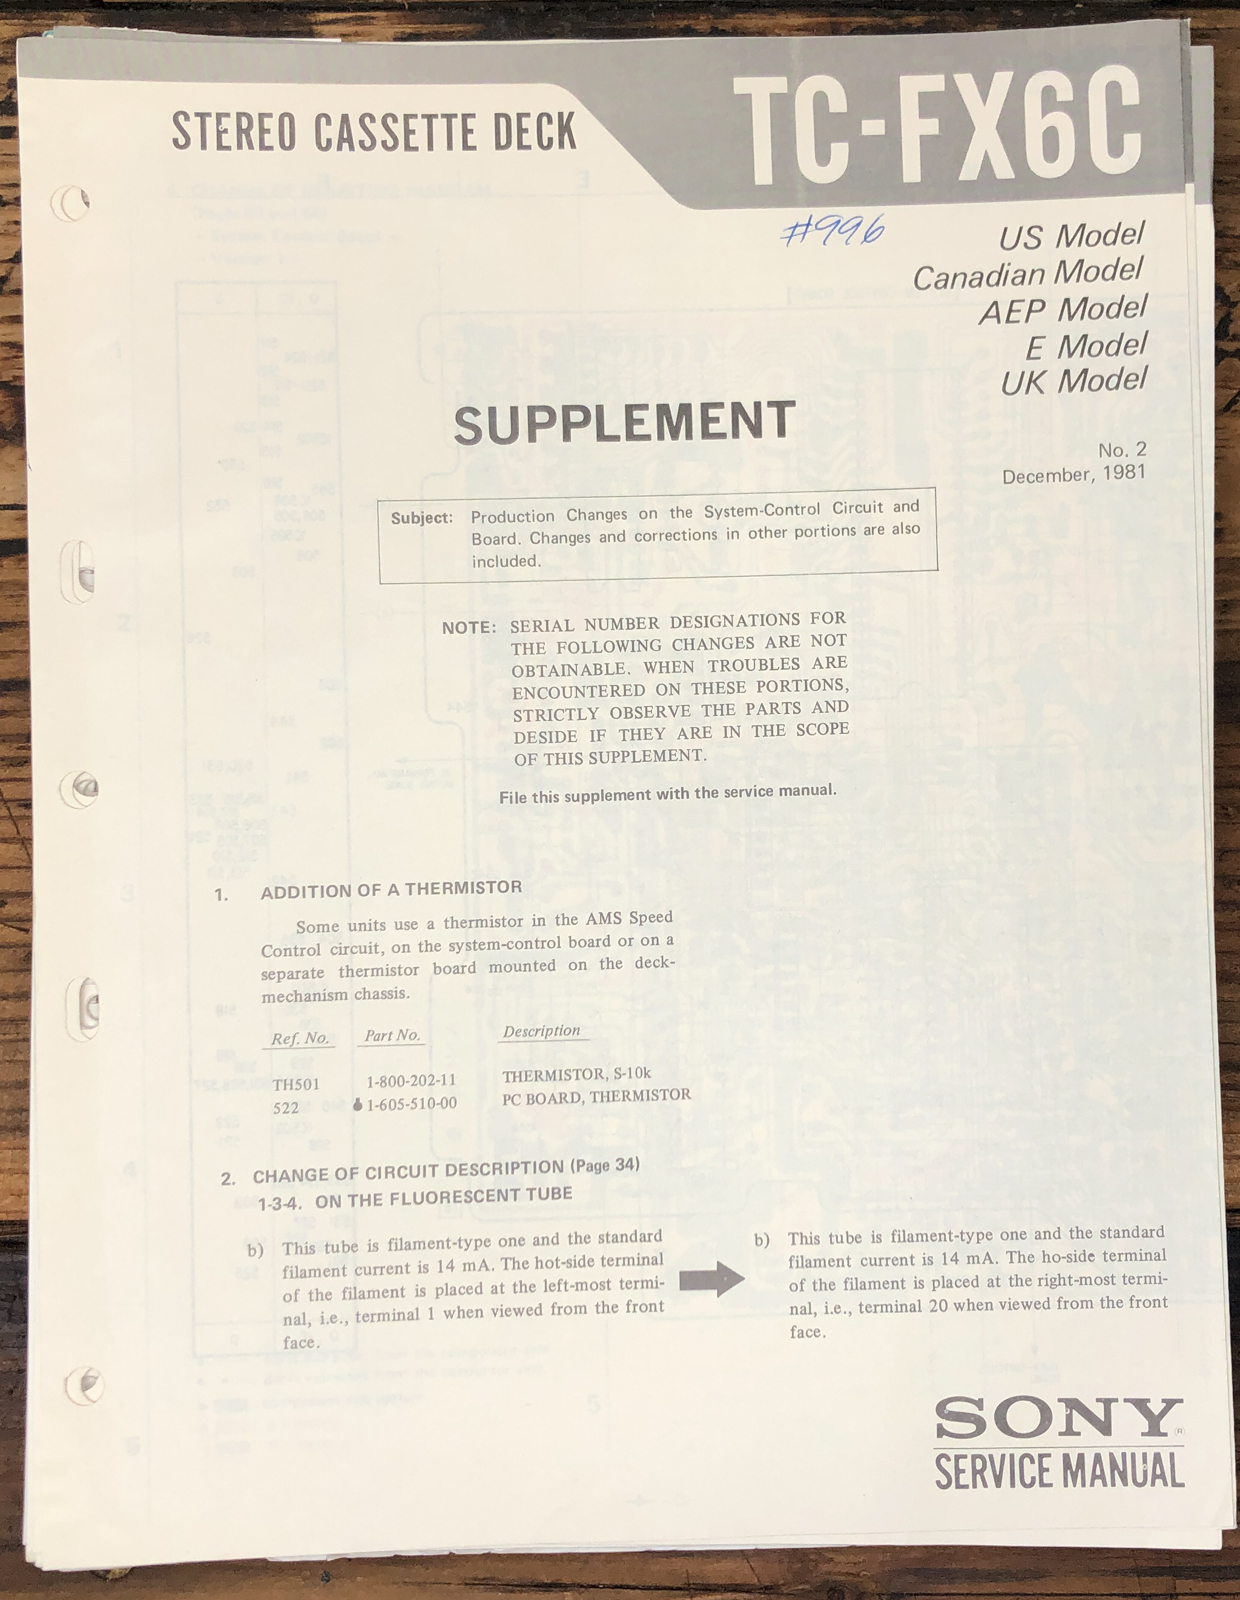 STEREO CASSETTE DECK
TC-FX6C
#996
US Model
Canadian Model
AEP Model
E Model
UK Model
SUPPLEMENT
No. 2
December, 1981
Subject: Production Changes on the System-Control Circuit and
Board. Changes and corrections in other portions are also
included.
NOTE: SERIAL NUMBER DESIGNATIONS FOR
THE FOLLOWING CHANGES ARE NOT
OBTAINABLE. WHEN TROUBLES ARE
ENCOUNTERED ON THESE PORTIONS,
STRICTLY OBSERVE THE PARTS AND
DESIDE IF THEY ARE IN THE SCOPE
OF THIS SUPPLEMENT.
File this supplement with the service manual.
1. ADDITION OF A THERMISTOR
Some units use a thermistor in the AMS Speed
Control circuit, on the system-control board or on a
separate thermistor board mounted on the deck-
mechanism chassis.
Ref. No. Part No. Description
TH501 1-800-202-11 THERMISTOR, S-10k
522 1-605-510-00 PC BOARD, THERMISTOR
2. CHANGE OF CIRCUIT DESCRIPTION (Page 34)
1-3-4. ON THE FLUORESCENT TUBE
b) This tube is filament-type one and the standard
filament current is 14 mA. The hot-side terminal
of the filament is placed at the left-most termi-
nal, i.e., terminal 1 when viewed from the front
face.
b) This tube is filament-type one and the standard
filament current is 14 mA. The ho-side terminal
of the filament is placed at the right-most termi-
nal, i.e., terminal 20 when viewed from the front
face.
SONY®
SERVICE MANUAL